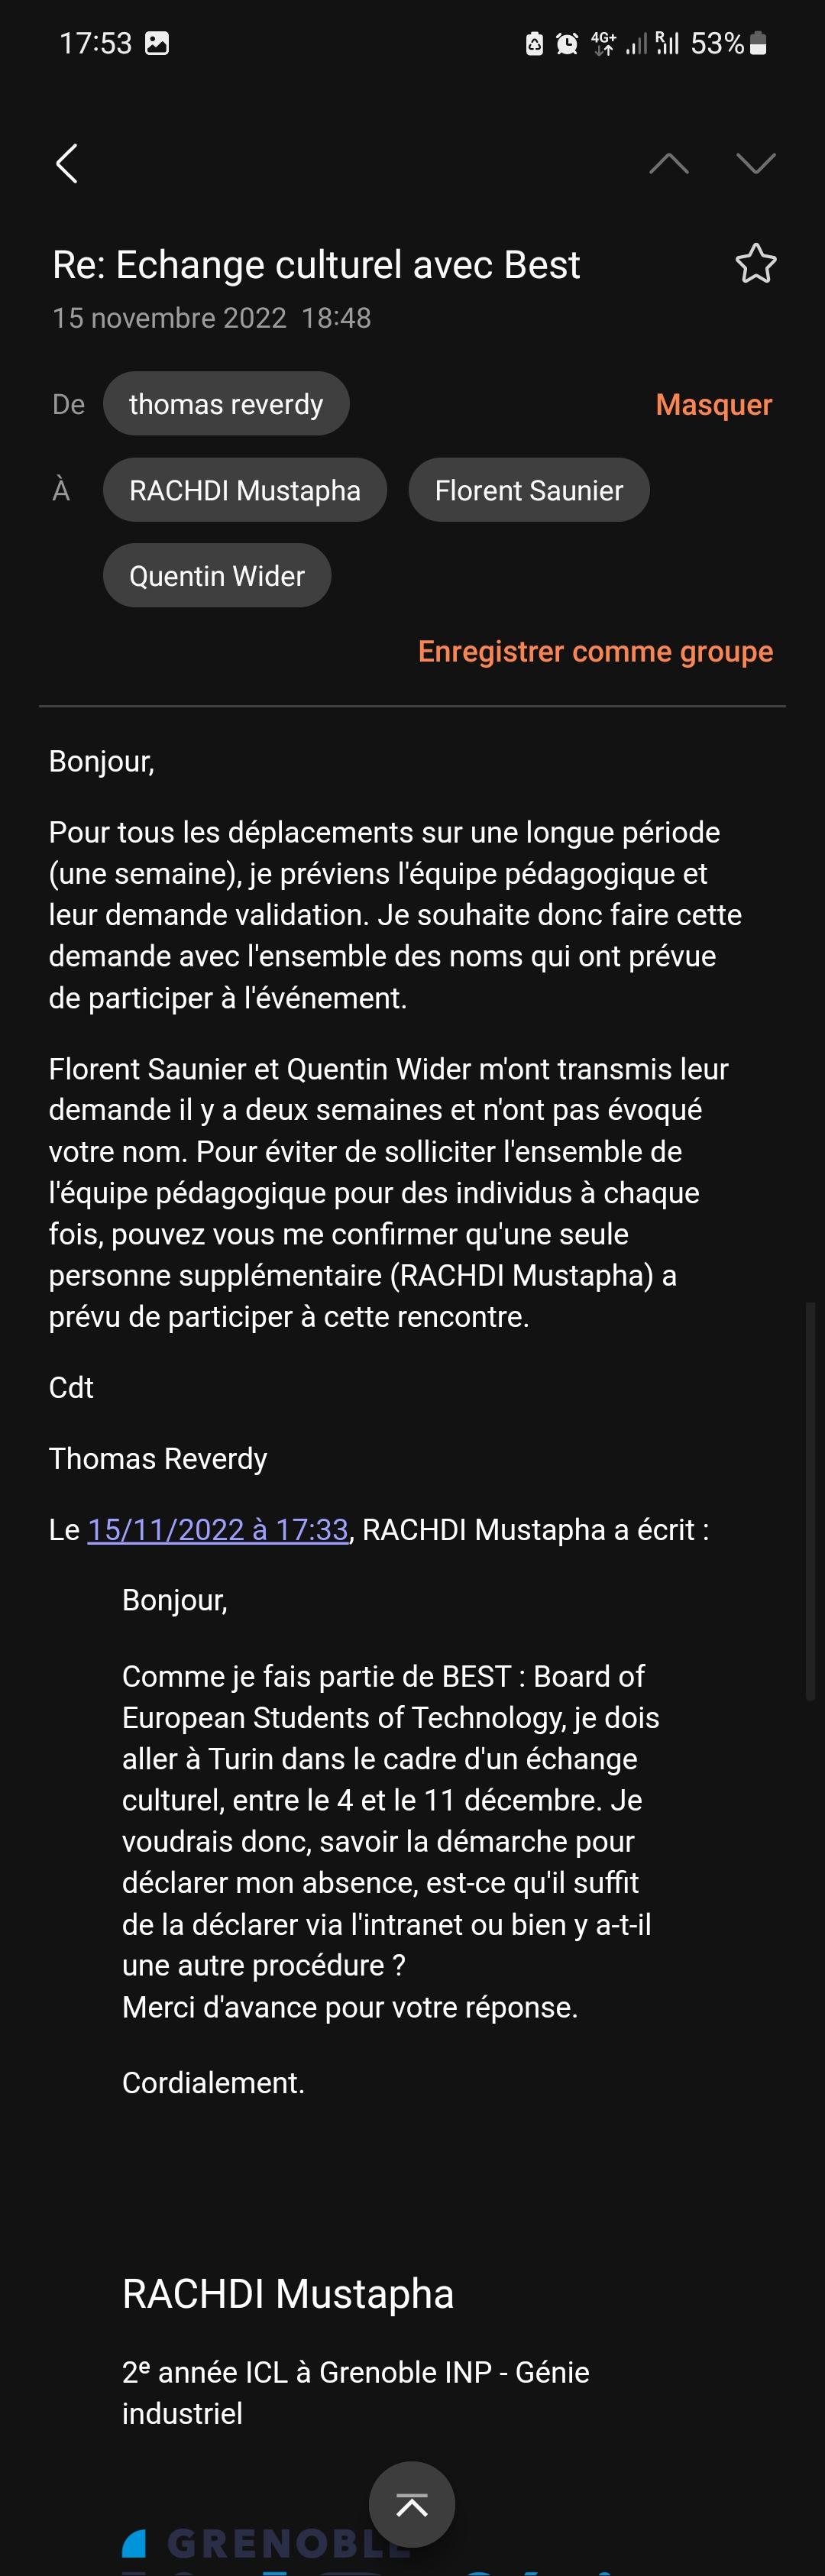 17:53 4G+ R 53%
Re: Echange culturel avec Best
15 novembre 2022 18:48
De thomas reverdy Masquer
À RACHDI Mustapha Florent Saunier
Quentin Wider
Enregistrer comme groupe
Bonjour,
Pour tous les déplacements sur une longue période
(une semaine), je préviens l'équipe pédagogique et
leur demande validation. Je souhaite donc faire cette
demande avec l'ensemble des noms qui ont prévue
de participer à l'événement.
Florent Saunier et Quentin Wider m'ont transmis leur
demande il y a deux semaines et n'ont pas évoqué
votre nom. Pour éviter de solliciter l'ensemble de
l'équipe pédagogique pour des individus à chaque
fois, pouvez vous me confirmer qu'une seule
personne supplémentaire (RACHDI Mustapha) a
prévu de participer à cette rencontre.
Cdt
Thomas Reverdy
Le 15/11/2022 à 17:33, RACHDI Mustapha a écrit :
Bonjour,
Comme je fais partie de BEST : Board of
European Students of Technology, je dois
aller à Turin dans le cadre d'un échange
culturel, entre le 4 et le 11 décembre. Je
voudrais donc, savoir la démarche pour
déclarer mon absence, est-ce qu'il suffit
de la déclarer via l'intranet ou bien y a-t-il
une autre procédure ?
Merci d'avance pour votre réponse.
Cordialement.
RACHDI Mustapha
2ᵉ année ICL à Grenoble INP - Génie
industriel
GRENOBLE